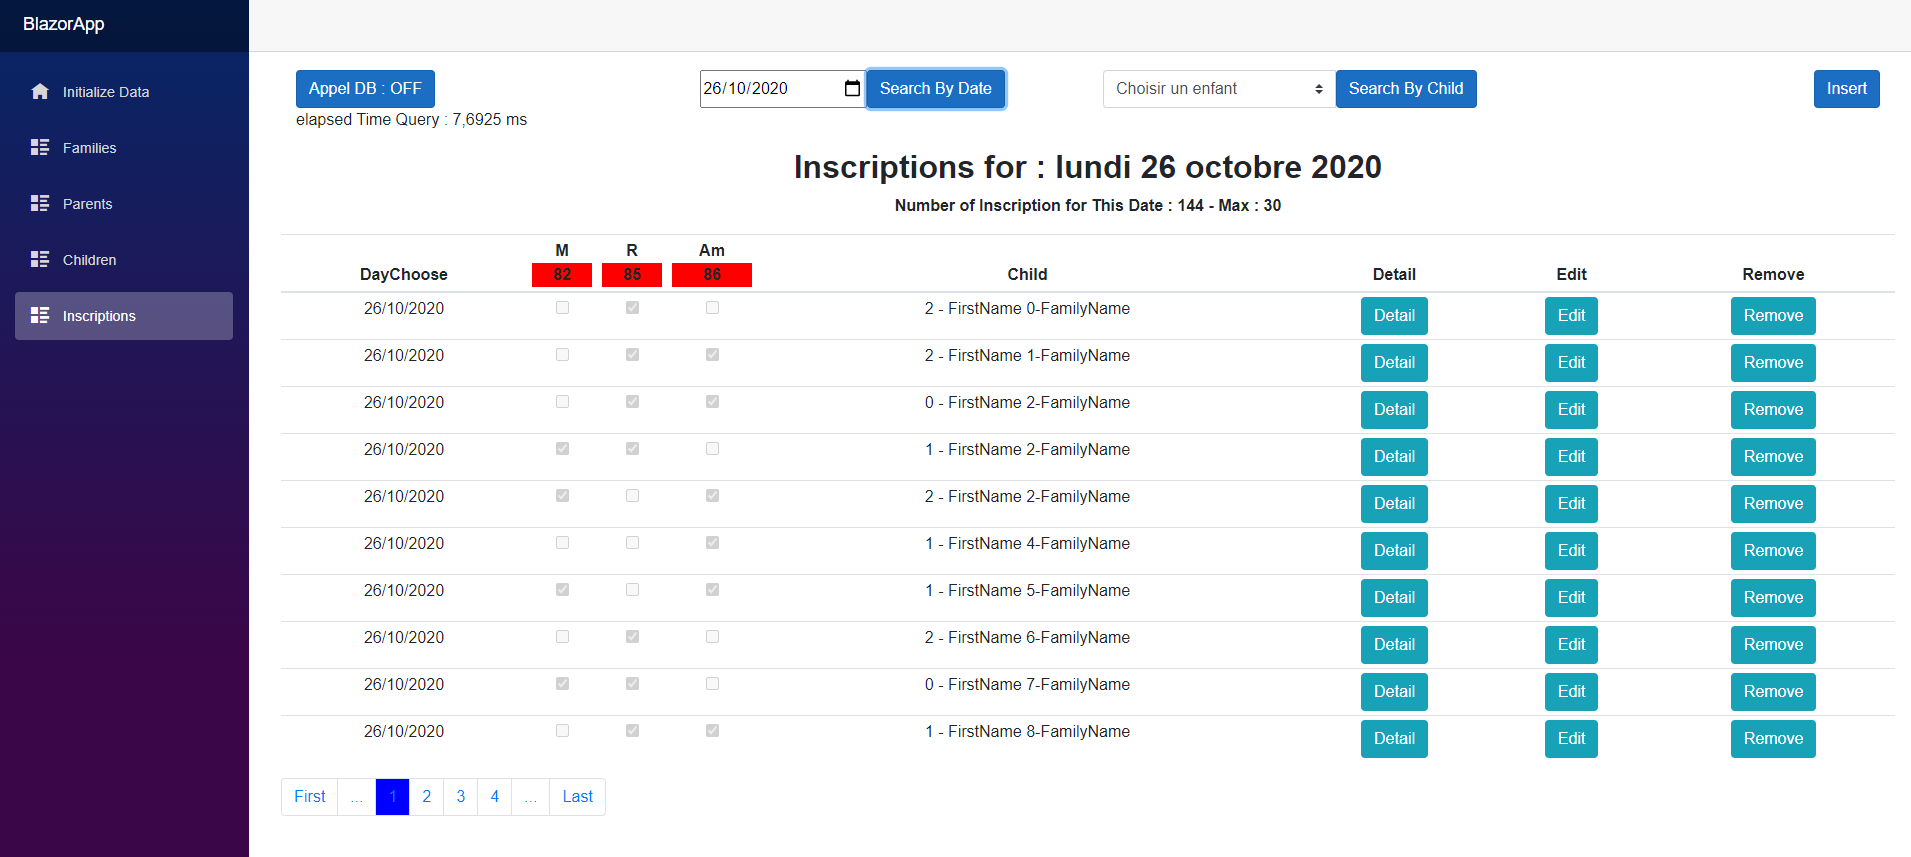 BlazorApp
Initialize Data
Families
Parents
Children
Inscriptions
Appel DB : OFF
26/10/2020 Search By Date
Choisir un enfant Search By Child
Insert
elapsed Time Query : 7,6925 ms
Inscriptions for : lundi 26 octobre 2020
Number of Inscription for This Date : 144 - Max : 30
M R Am
DayChoose 82 85 86 Child Detail Edit Remove
26/10/2020 2 - FirstName 0-FamilyName Detail Edit Remove
26/10/2020 2 - FirstName 1-FamilyName Detail Edit Remove
26/10/2020 0 - FirstName 2-FamilyName Detail Edit Remove
26/10/2020 1 - FirstName 2-FamilyName Detail Edit Remove
26/10/2020 2 - FirstName 2-FamilyName Detail Edit Remove
26/10/2020 1 - FirstName 4-FamilyName Detail Edit Remove
26/10/2020 1 - FirstName 5-FamilyName Detail Edit Remove
26/10/2020 2 - FirstName 6-FamilyName Detail Edit Remove
26/10/2020 0 - FirstName 7-FamilyName Detail Edit Remove
26/10/2020 1 - FirstName 8-FamilyName Detail Edit Remove
First ... 1 2 3 4 ... Last